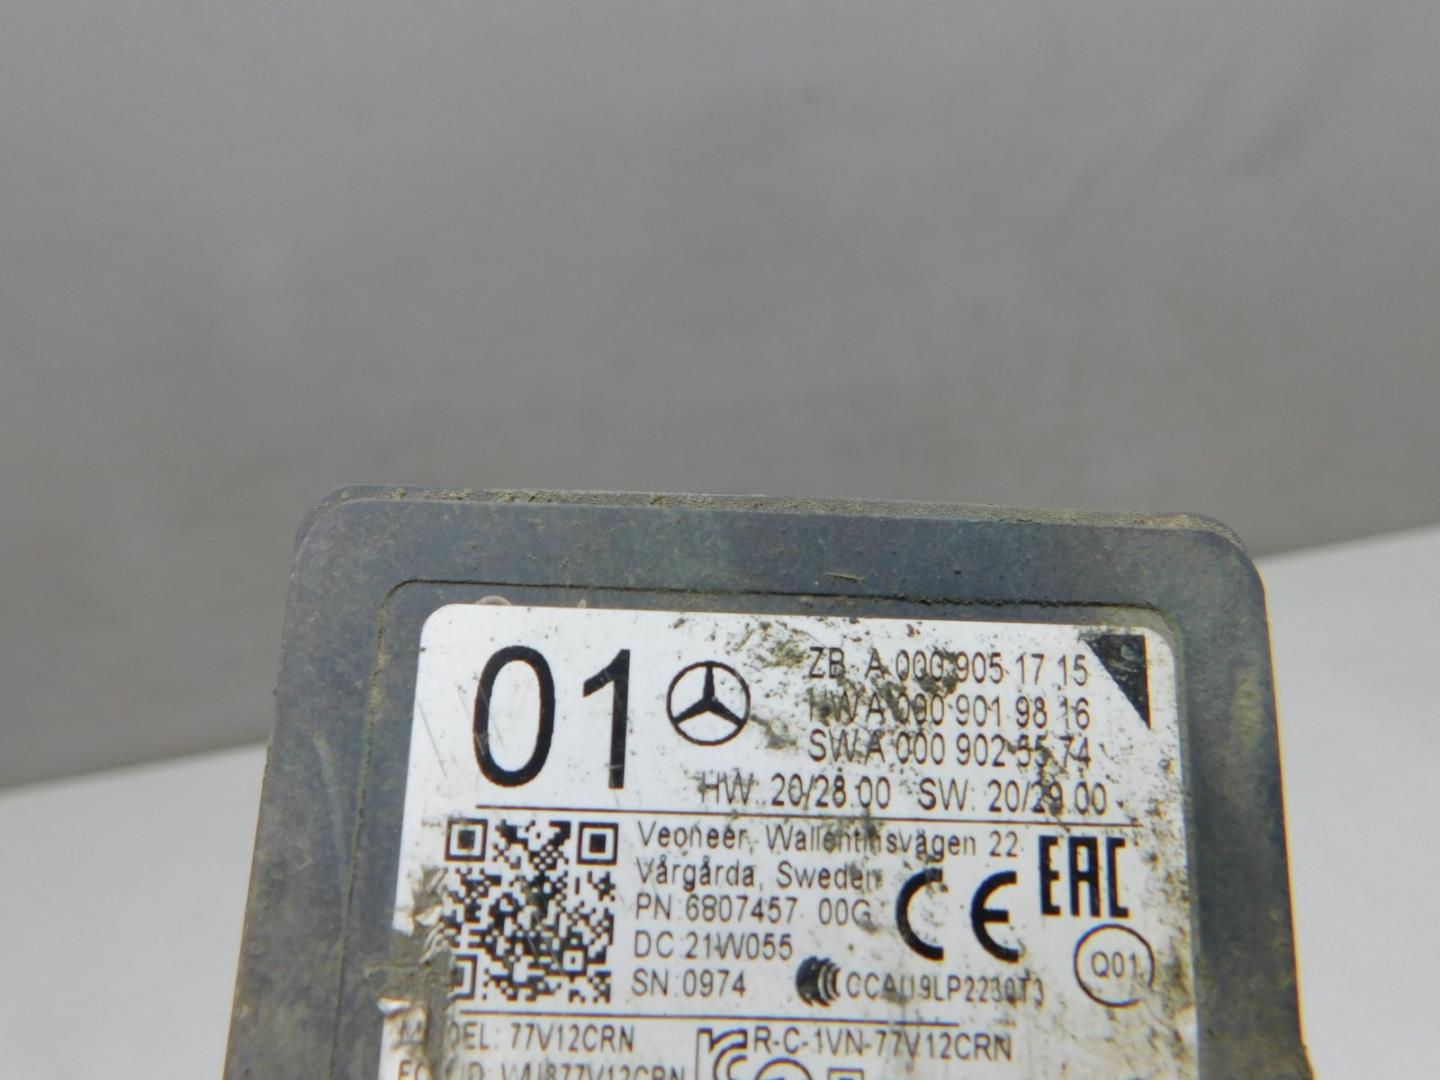 01
ZB A 000 905 17 15
HW A 000 901 98 16
SW A 000 902 55 74
HW: 20/28 00 SW: 20/29 00
Veoneer, Wallentinsvägen 22
Vårgårda, Sweden
PN:6807457 00G
DC:21W055
SN:0974
CE
EAC
Q01
MODEL: 77V12CRN
R-C-1VN-77V12CRN
WU877V12CRN